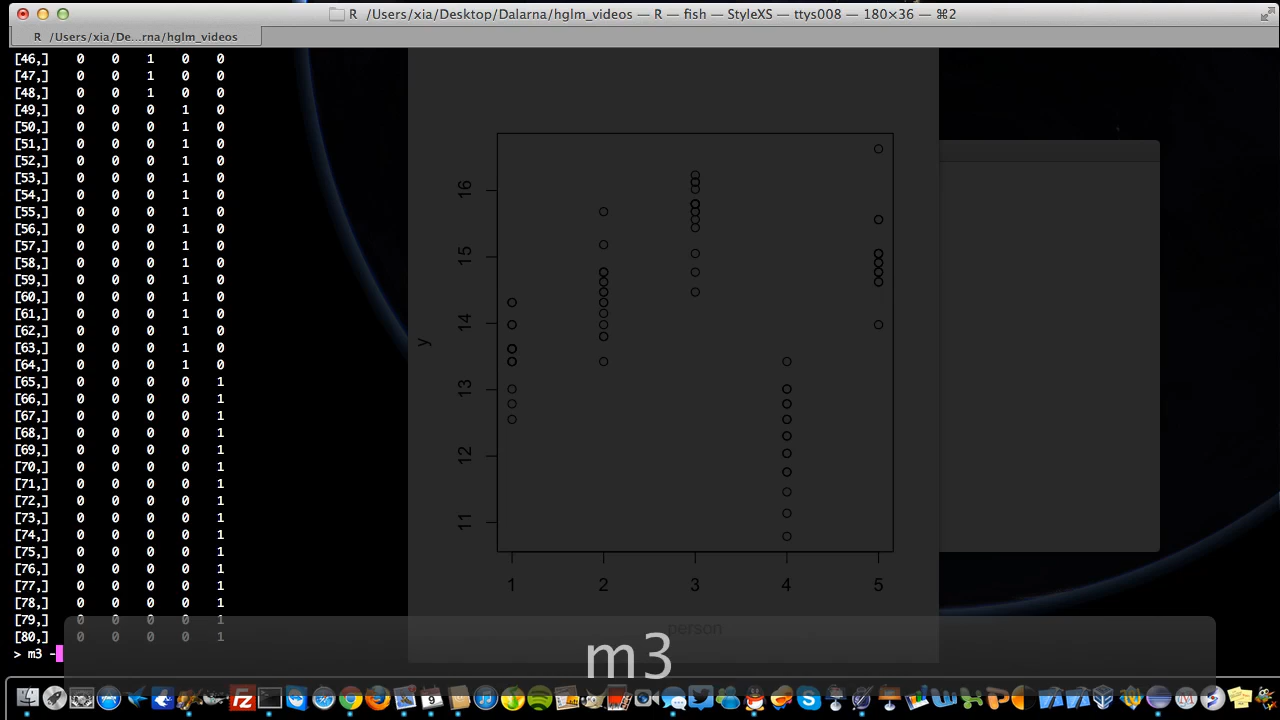 R /Users/xia/Desktop/Dalarna/hglm_videos — R — fish — StyleXS — ttys008 — 180×36 — ⌘2
R /Users/xia/De...rna/hglm_videos
[46,] 0 0 1 0 0
[47,] 0 0 1 0 0
[48,] 0 0 1 0 0
[49,] 0 0 0 1 0
[50,] 0 0 0 1 0
[51,] 0 0 0 1 0
[52,] 0 0 0 1 0
[53,] 0 0 0 1 0
[54,] 0 0 0 1 0
[55,] 0 0 0 1 0
[56,] 0 0 0 1 0
[57,] 0 0 0 1 0
[58,] 0 0 0 1 0
[59,] 0 0 0 1 0
[60,] 0 0 0 1 0
[61,] 0 0 0 1 0
[62,] 0 0 0 1 0
[63,] 0 0 0 1 0
[64,] 0 0 0 1 0
[65,] 0 0 0 0 1
[66,] 0 0 0 0 1
[67,] 0 0 0 0 1
[68,] 0 0 0 0 1
[69,] 0 0 0 0 1
[70,] 0 0 0 0 1
[71,] 0 0 0 0 1
[72,] 0 0 0 0 1
[73,] 0 0 0 0 1
[74,] 0 0 0 0 1
[75,] 0 0 0 0 1
[76,] 0 0 0 0 1
[77,] 0 0 0 0 1
[78,] 0 0 0 0 1
[79,] 0 0 0 0 1
[80,] 0 0 0 0 1
> m3 -
16
15
14
13
12
11
y
1 2 3 4 5
person
m3